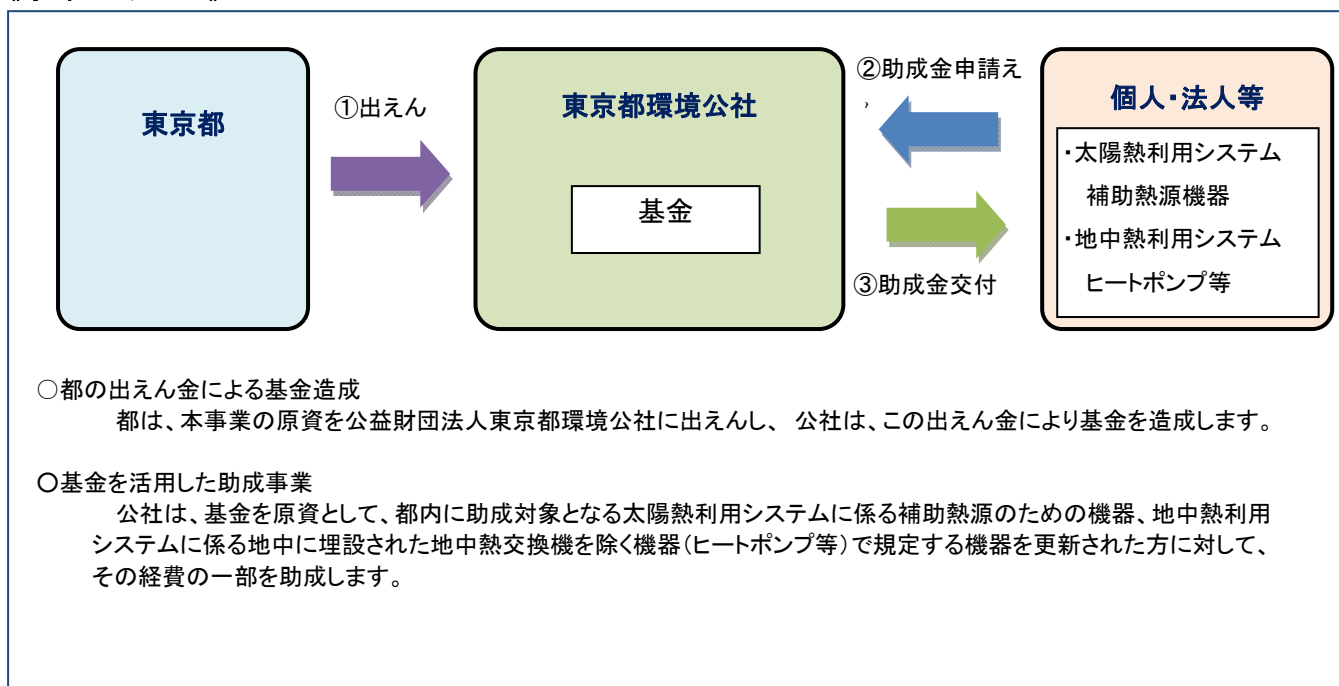 東京都
①出えん
東京都環境公社
基金
②助成金申請え
、
③助成金交付
個人・法人等
・太陽熱利用システム
補助熱源機器
・地中熱利用システム
ヒートポンプ等
○都の出えん金による基金造成
都は、本事業の原資を公益財団法人東京都環境公社に出えんし、 公社は、この出えん金により基金を造成します。
○基金を活用した助成事業
公社は、基金を原資として、都内に助成対象となる太陽熱利用システムに係る補助熱源のための機器、地中熱利用
システムに係る地中に埋設された地中熱交換機を除く機器（ヒートポンプ等）で規定する機器を更新された方に対して、
その経費の一部を助成します。